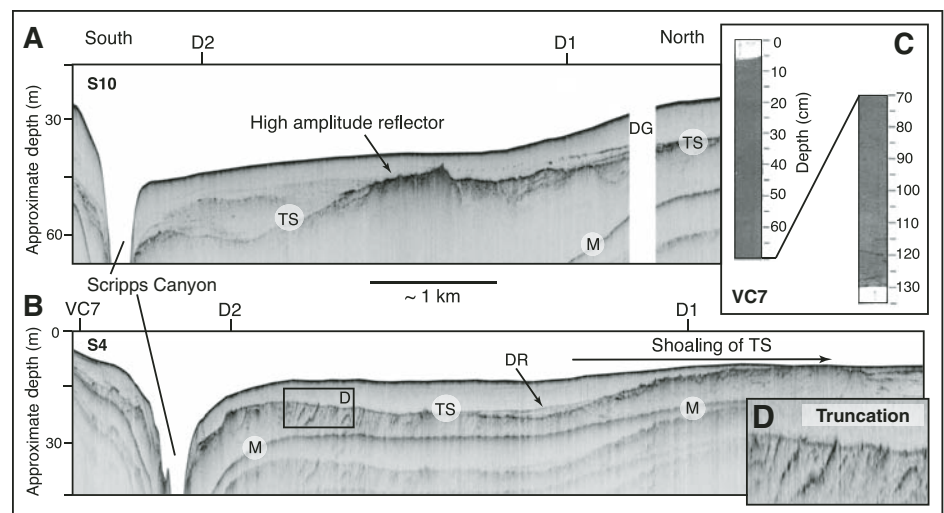 A
South
D2
D1
North
S10
Approximate depth (m)
30
60
High amplitude reflector
DG
TS
TS
M
Scripps Canyon
~ 1 km
C
0
10
20
30
40
50
60
Depth (cm)
70
80
90
100
110
120
130
VC7
B
VC7
D2
D1
S4
Approximate depth (m)
0
30
Shoaling of TS
DR
D
TS
M
M
D
Truncation